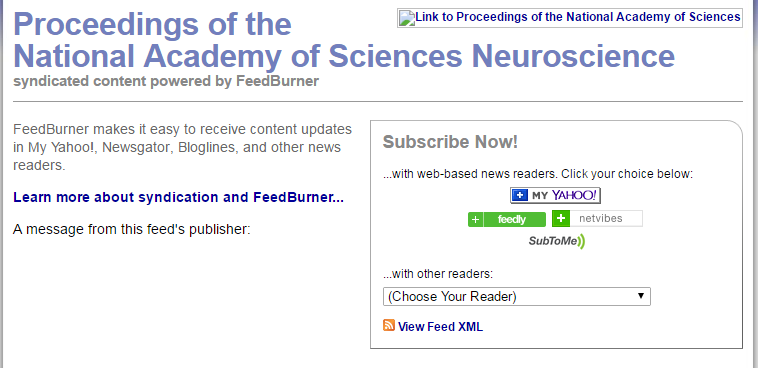 Proceedings of the
National Academy of Sciences Neuroscience
syndicated content powered by FeedBurner
Link to Proceedings of the National Academy of Sciences
FeedBurner makes it easy to receive content updates
in My Yahoo!, Newsgator, Bloglines, and other news
readers.
Learn more about syndication and FeedBurner...
A message from this feed's publisher:
Subscribe Now!
...with web-based news readers. Click your choice below:
MY YAHOO!
feedly
netvibes
SubToMe
...with other readers:
(Choose Your Reader)
View Feed XML